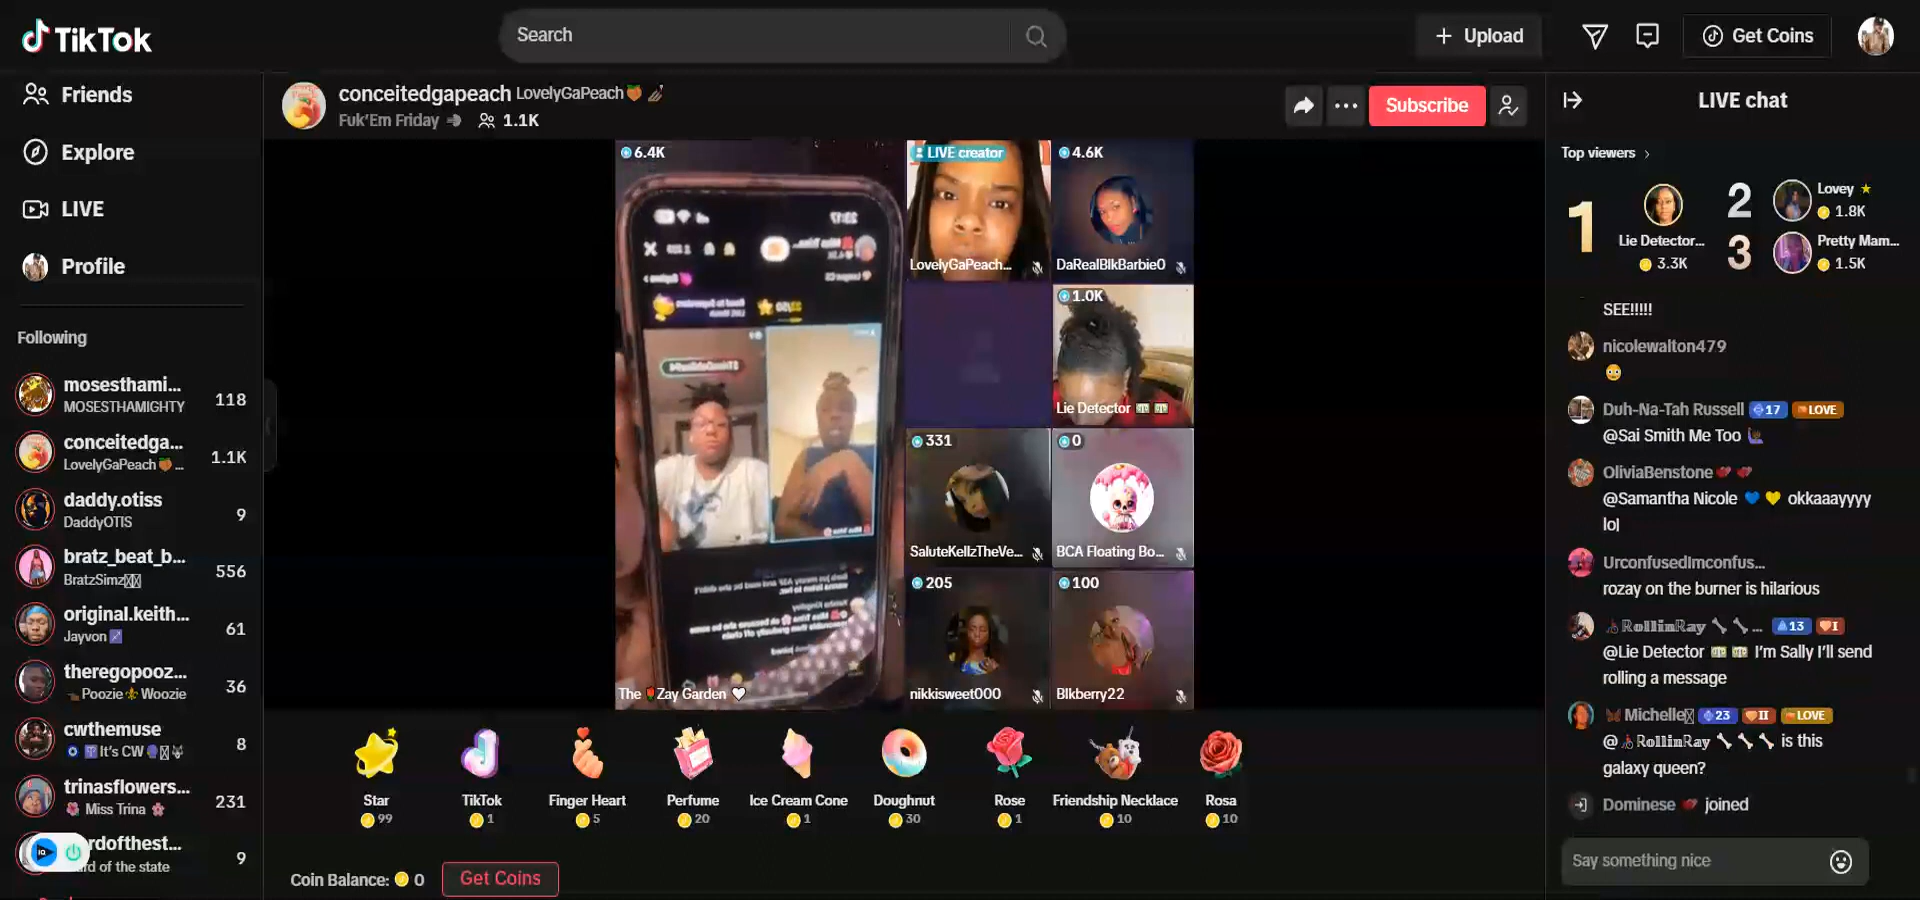 TikTok
Search
Upload
Get Coins
Friends
Explore
LIVE
Profile
Following
mosesthami...
MOSESTHAMIGHTY
118
conceitedga...
LovelyGaPeach🍑 ...
1.1K
daddy.otiss
DaddyOTIS
9
bratz_beat_b...
BratzSimz
556
original.keith...
Jayvon
61
theregopooz...
Poozie⚜Woozie
36
cwthemuse
It's CW
8
trinasflowers...
🌺 Miss Trina 🌸
231
rdofthest...
rd of the state
9
conceitedgapeach LovelyGaPeach🍑
Fuk'Em Friday 💨 1.1K
Subscribe
6.4K
LIVE creator
LovelyGaPeach...
4.6K
DaRealBlkBarbie0
1.0K
Lie Detector 💵 💵
331
SaluteKellzTheVe...
0
BCA Floating Bo...
205
nikkisweet000
100
Blkberry22
23:17
The🌹Zay Garden 🤍
Star
99
TikTok
1
Finger Heart
5
Perfume
20
Ice Cream Cone
1
Doughnut
30
Rose
1
Friendship Necklace
10
Rosa
10
Coin Balance: 0
Get Coins
LIVE chat
Top viewers
1
Lie Detector...
3.3K
2
Lovey ⭐
1.8K
3
Pretty Mam...
1.5K
SEE!!!!!
nicolewalton479
😳
Duh-Na-Tah Russell 17 LOVE
@Sai Smith Me Too
OliviaBenstone
@Samantha Nicole 💙 💛 okkaaayyyy
lol
UrconfusedImconfus...
rozay on the burner is hilarious
ℝ𝕠𝕝𝕝𝕚𝕟ℝ𝕒𝕪 🦴 🦴 ... 13 I
@Lie Detector 💵 💵 I'm Sally I'll send
rolling a message
🦋 Michelle 23 II LOVE
@ ℝ𝕠𝕝𝕝𝕚𝕟ℝ𝕒𝕪 🦴 🦴 🦴 is this
galaxy queen?
Dominese joined
Say something nice